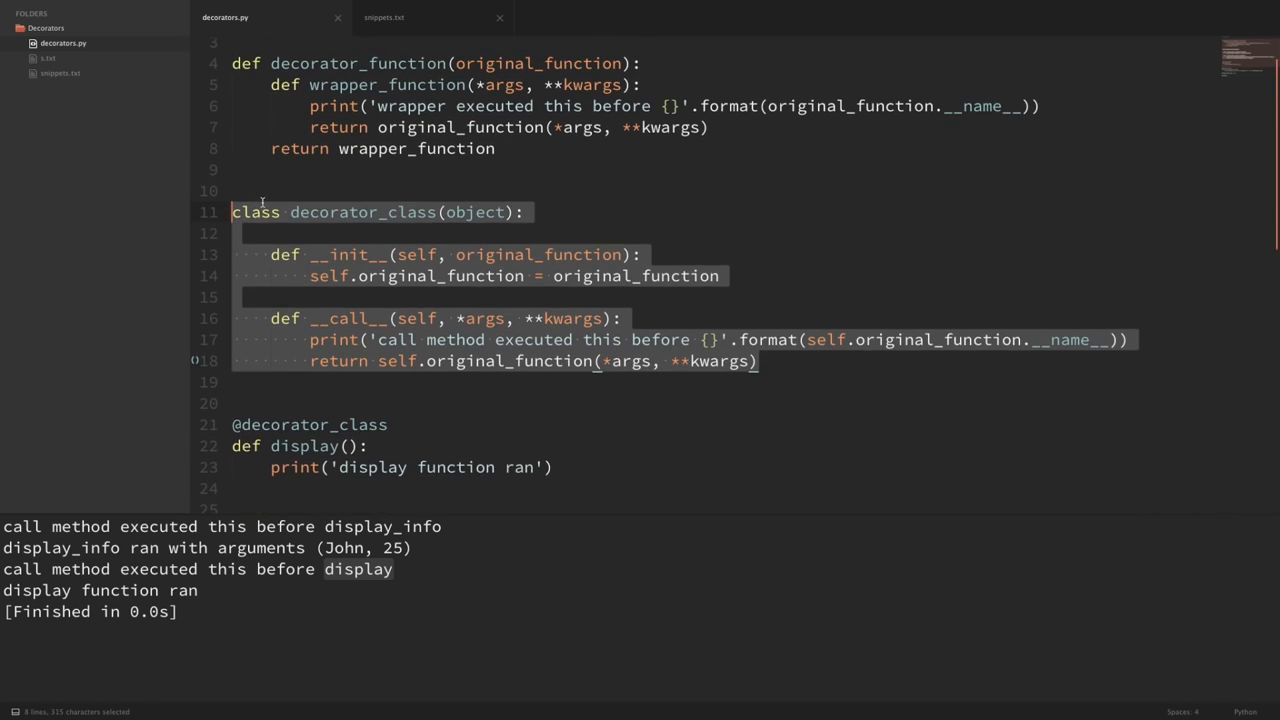 FOLDERS
Decorators
decorators.py
s.txt
snippets.txt
decorators.py
snippets.txt
3
4 def decorator_function(original_function):
5     def wrapper_function(*args, **kwargs):
6         print('wrapper executed this before {}'.format(original_function.__name__))
7         return original_function(*args, **kwargs)
8     return wrapper_function
9
10
11 class decorator_class(object):
12
13     def __init__(self, original_function):
14         self.original_function = original_function
15
16     def __call__(self, *args, **kwargs):
17         print('call method executed this before {}'.format(self.original_function.__name__))
18         return self.original_function(*args, **kwargs)
19
20
21 @decorator_class
22 def display():
23     print('display function ran')
24
25
call method executed this before display_info
display_info ran with arguments (John, 25)
call method executed this before display
display function ran
[Finished in 0.0s]
8 lines, 315 characters selected
Spaces: 4
Python